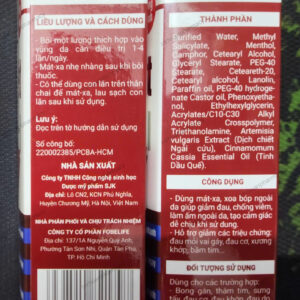 LIỀU LƯỢNG VÀ CÁCH DÙNG
- Bôi một lượng thích hợp vào
vùng da cần điều trị 1-4
lần/ngày.
- Mát-xa nhẹ nhàng sau khi bôi
thuốc.
- Có thể dùng con lăn trên thân
chai để mát-xa, lau sạch con
lăn sau khi sử dụng.
Lưu ý:
Đọc trên tờ hướng dẫn sử dụng
Số công bố:
220002385/PCBA-HCM
NHÀ SẢN XUẤT
Công ty TNHH Công nghệ sinh học
Dược mỹ phẩm SJK
Địa chỉ: Lô CN2, KCN Phú Nghĩa,
Huyện Chương Mỹ, Hà Nội, Việt Nam
NHÀ PHÂN PHỐI VÀ CHỊU TRÁCH NHIỆM
CÔNG TY CỔ PHẦN FOBELIFE
Địa chỉ: 137/1A Nguyễn Quý Anh,
Phường Tân Sơn Nhì, Quận Tân Phú,
TP. Hồ Chí Minh
THÀNH PHẦN
Purified Water, Methyl
Salicylate, Menthol,
Camphor, Cetearyl Alcohol,
Glyceryl Stearate, PEG-40
Stearate, Ceteareth-20,
Cetearyl alcohol, Lanolin,
Paraffin oil, PEG-40 hydroge-
nate Castor oil, Phenoxyetha-
nol, Ethylhexylglycerin,
Acrylates/C10-C30 Alkyl
Acrylate Crosspolymer,
Triethanolamine, Artemisia
vulgaris Extract (Dịch chiết
Ngải cứu), Cinnamomum
Cassia Essential Oil (Tinh
Dầu Quế).
CÔNG DỤNG
- Dùng mát-xa, xoa bóp ngoài
da giúp giảm đau, chống viêm,
làm ấm ngoài da, tạo cảm giác
dễ chịu khi sử dụng.
- Hỗ trợ giảm các triệu chứng:
đau mỏi vai gáy, đau cơ, xương
khớp, bầm tím.
ĐỐI TƯỢNG SỬ DỤNG
Dùng cho các trường hợp:
- Bong gân, thâm tím, sưng